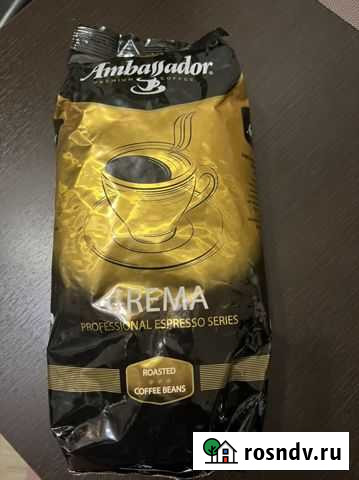 Ambassador
PREMIUM COFFEE
CREMA
PROFESSIONAL ESPRESSO SERIES
ROASTED
COFFEE BEANS
rosndv.ru